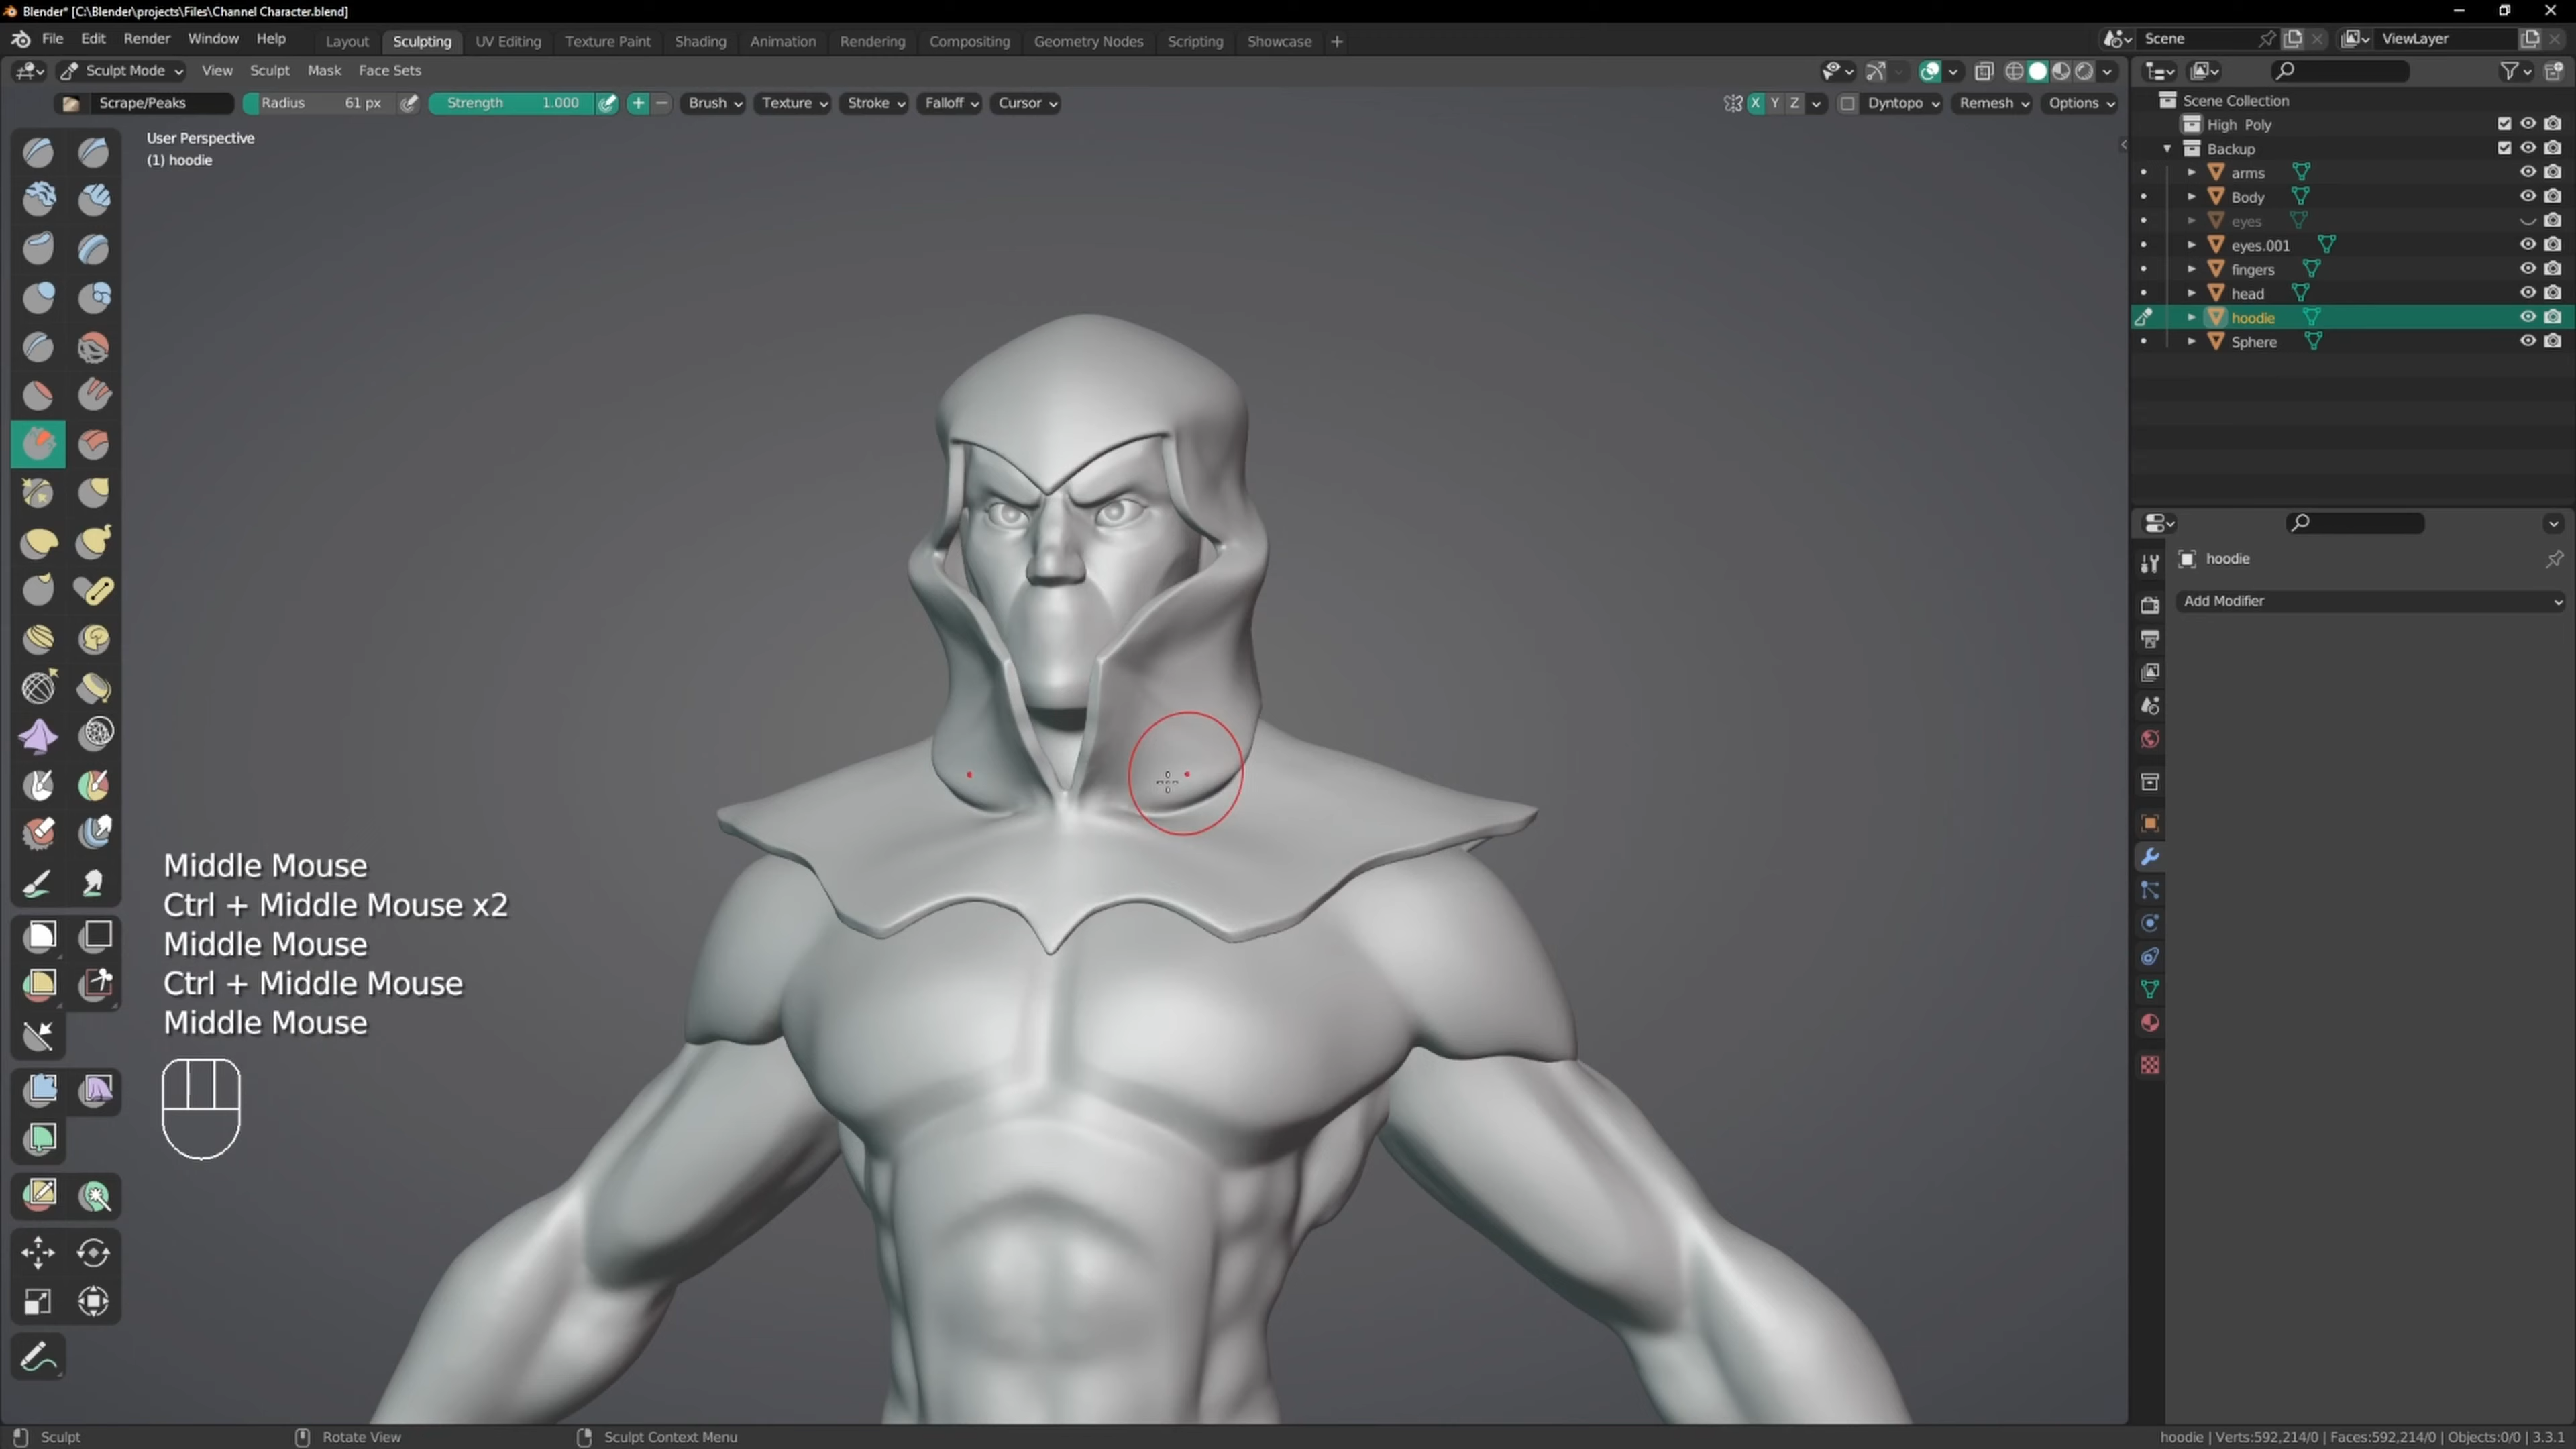 Blender* [C:\Blender\projects\Files\Channel Character.blend]
File Edit Render Window Help Layout Sculpting UV Editing Texture Paint Shading Animation Rendering Compositing Geometry Nodes Scripting Showcase + Scene ViewLayer
Sculpt Mode View Sculpt Mask Face Sets
Scrape/Peaks Radius 61 px Strength 1.000 + − Brush Texture Stroke Falloff Cursor X Y Z Dyntopo Remesh Options
User Perspective
(1) hoodie
Scene Collection
High Poly
Backup
arms
Body
eyes
eyes.001
fingers
head
hoodie
Sphere
hoodie
Add Modifier
Middle Mouse
Ctrl + Middle Mouse x2
Middle Mouse
Ctrl + Middle Mouse
Middle Mouse
Sculpt Rotate View Sculpt Context Menu hoodie | Verts:592,214/0 | Faces:592,214/0 | Objects:0/0 | 3.3.1